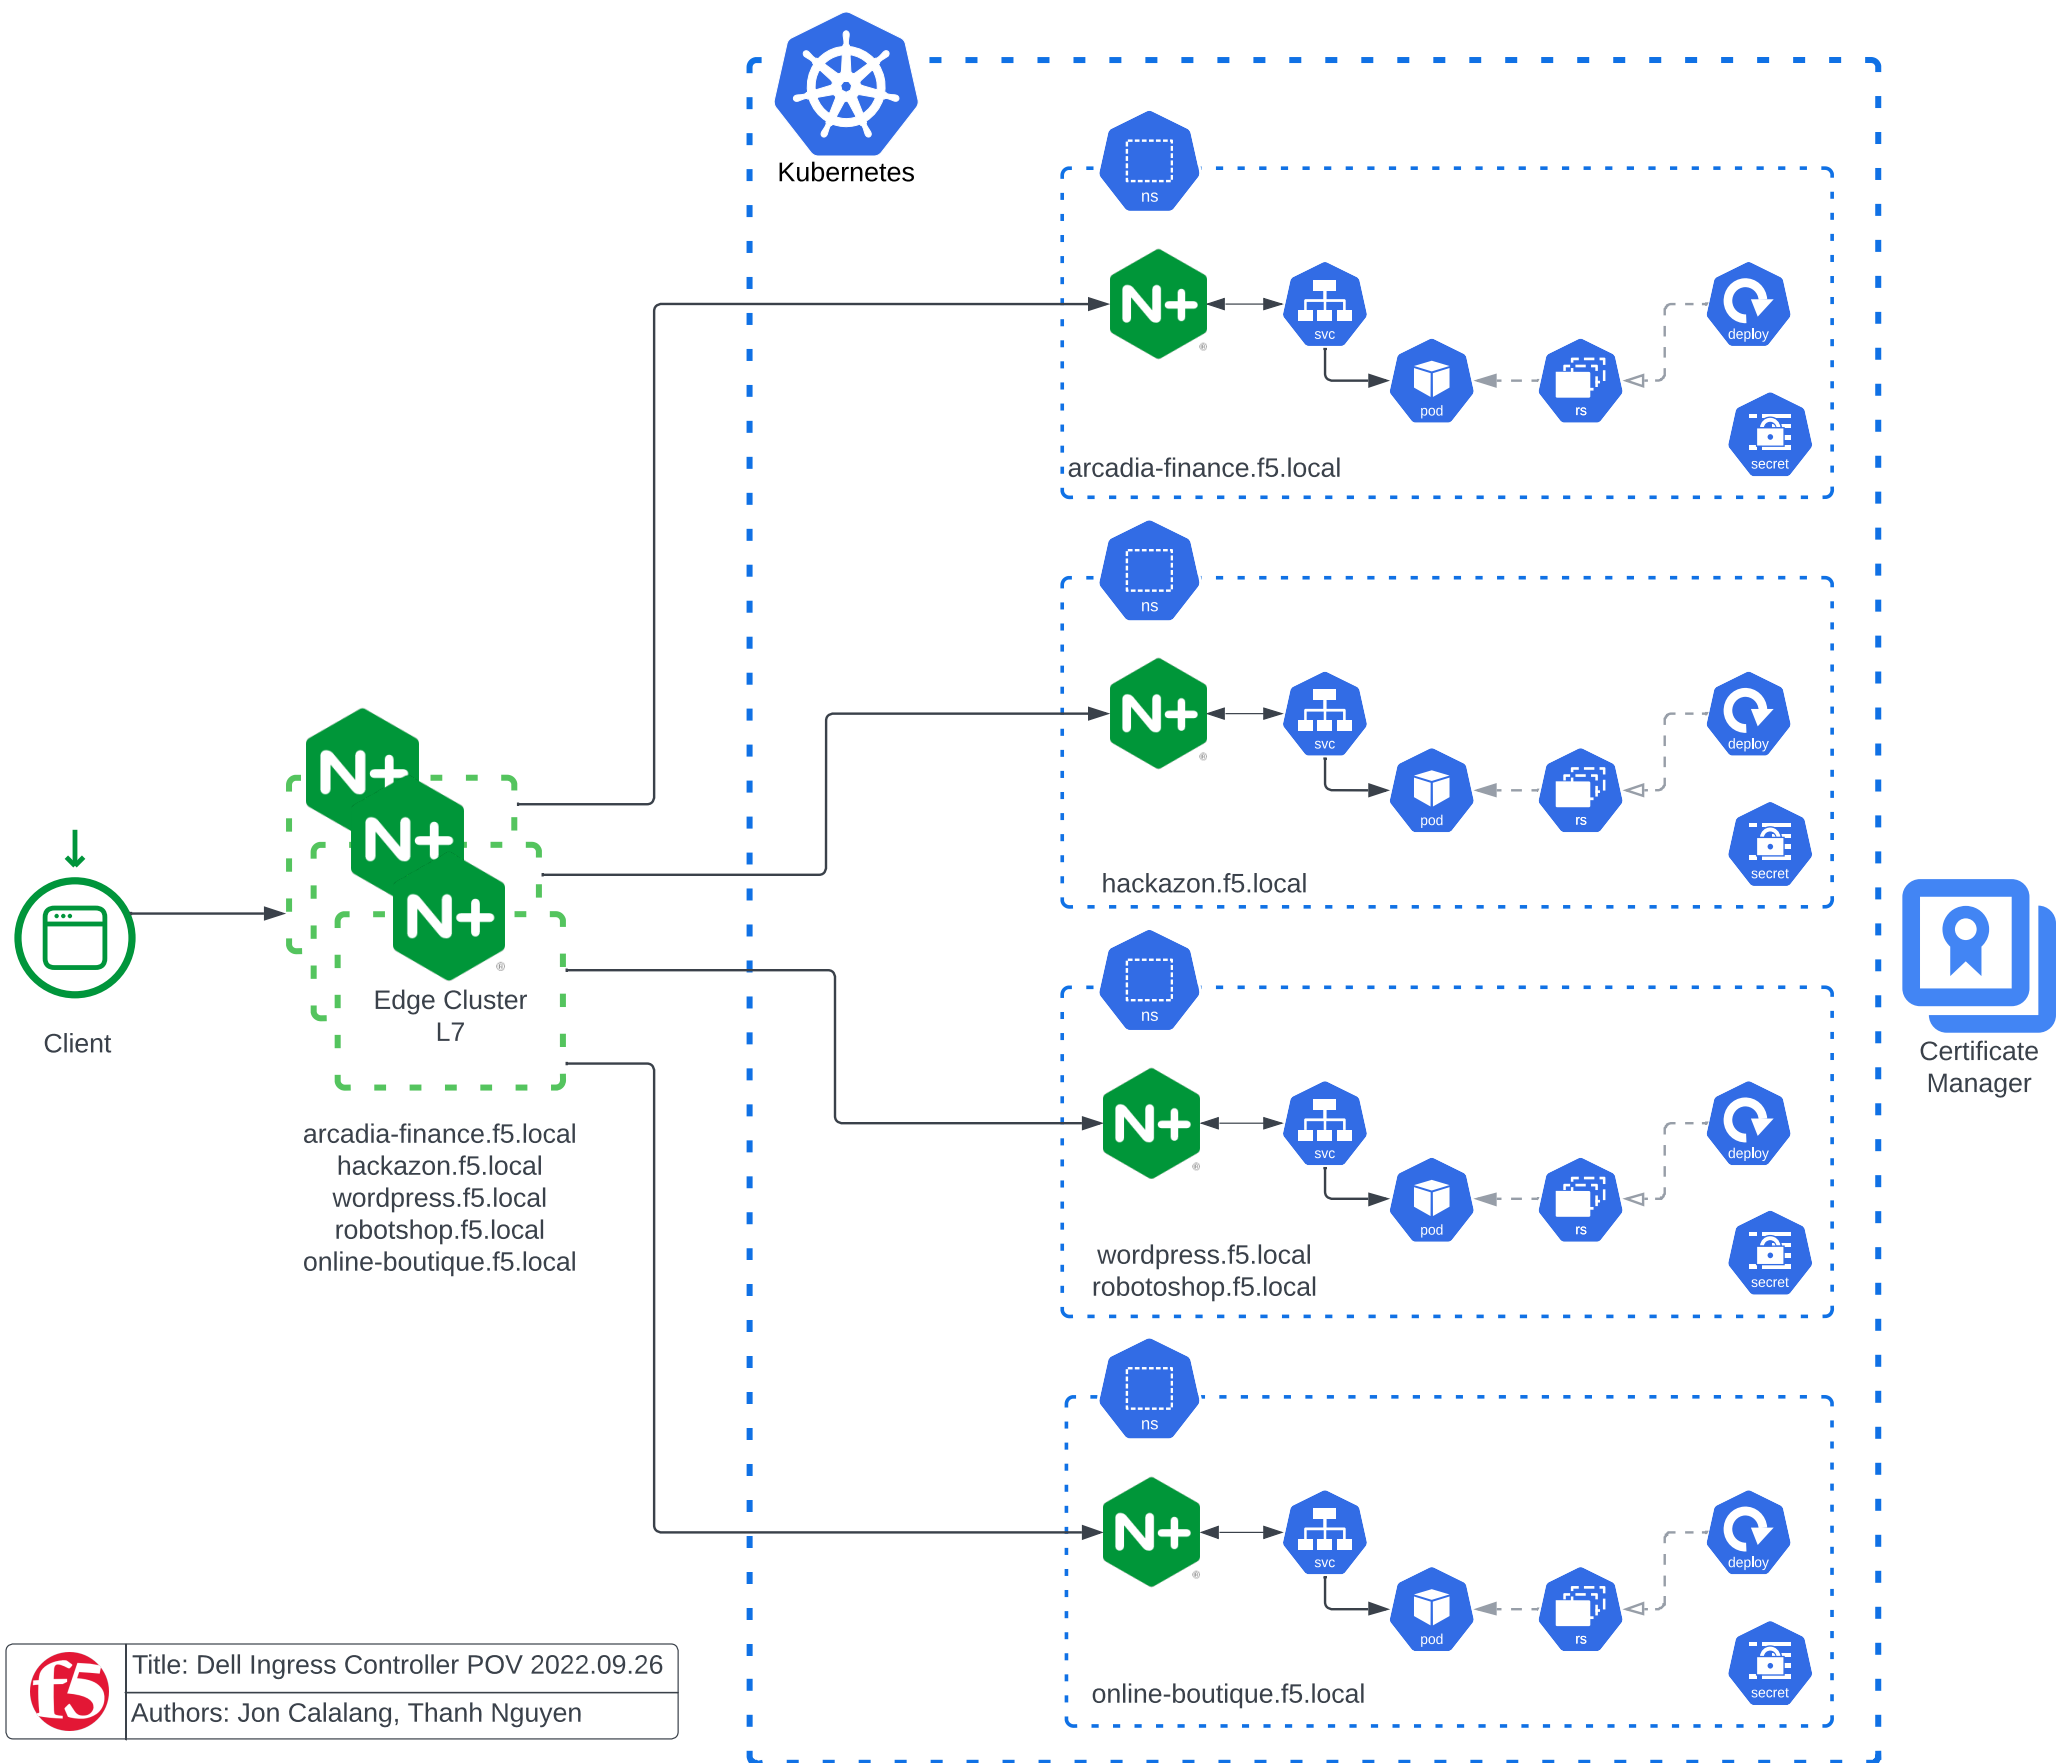 Kubernetes
ns
N+
®
svc
deploy
pod
rs
secret
arcadia-finance.f5.local
ns
N+
®
svc
deploy
pod
rs
secret
hackazon.f5.local
N+
N+
N+
®
Edge Cluster
L7
Client
arcadia-finance.f5.local
hackazon.f5.local
wordpress.f5.local
robotshop.f5.local
online-boutique.f5.local
ns
N+
®
svc
deploy
pod
rs
secret
wordpress.f5.local
robotoshop.f5.local
Certificate
Manager
ns
N+
®
svc
deploy
pod
rs
secret
online-boutique.f5.local
f5
Title: Dell Ingress Controller POV 2022.09.26
Authors: Jon Calalang, Thanh Nguyen